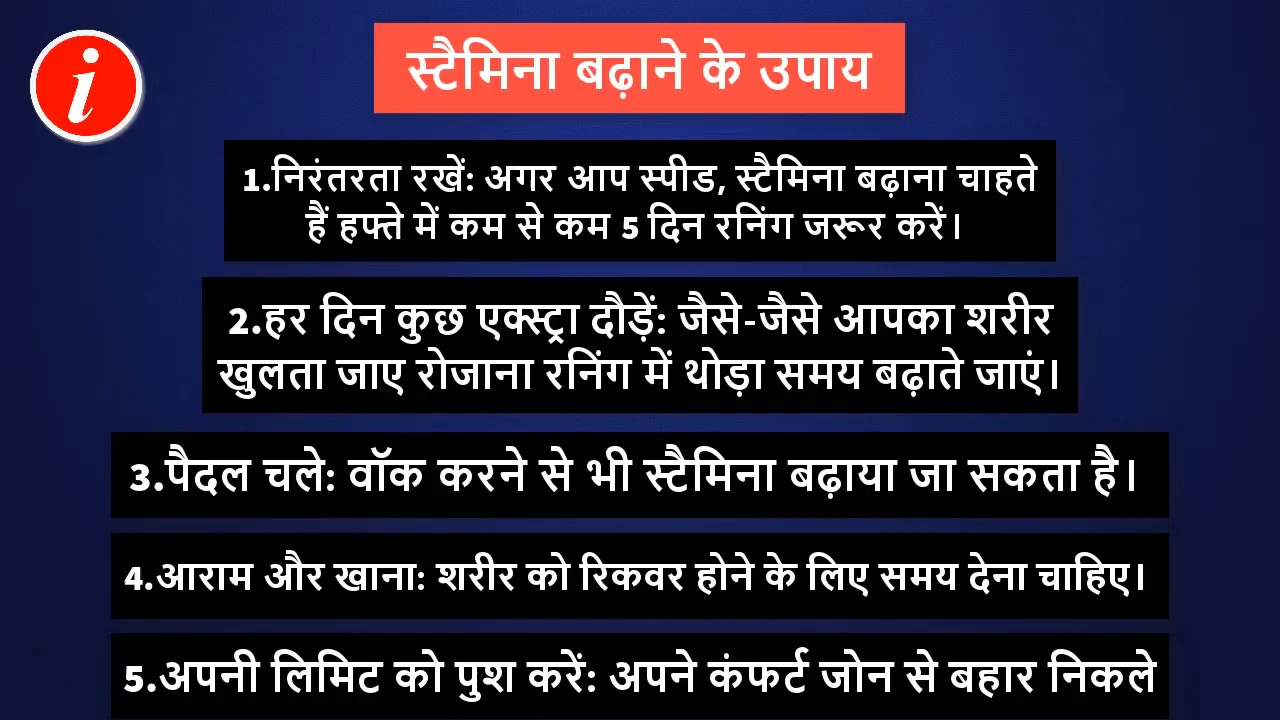 i
स्टैमिना बढ़ाने के उपाय
1.निरंतरता रखें: अगर आप स्पीड, स्टैमिना बढ़ाना चाहते
हैं हफ्ते में कम से कम 5 दिन रनिंग जरूर करें।
2.हर दिन कुछ एक्स्ट्रा दौड़ें: जैसे-जैसे आपका शरीर
खुलता जाए रोजाना रनिंग में थोड़ा समय बढ़ाते जाएं।
3.पैदल चले: वॉक करने से भी स्टैमिना बढ़ाया जा सकता है।
4.आराम और खाना: शरीर को रिकवर होने के लिए समय देना चाहिए।
5.अपनी लिमिट को पुश करें: अपने कंफर्ट जोन से बहार निकले